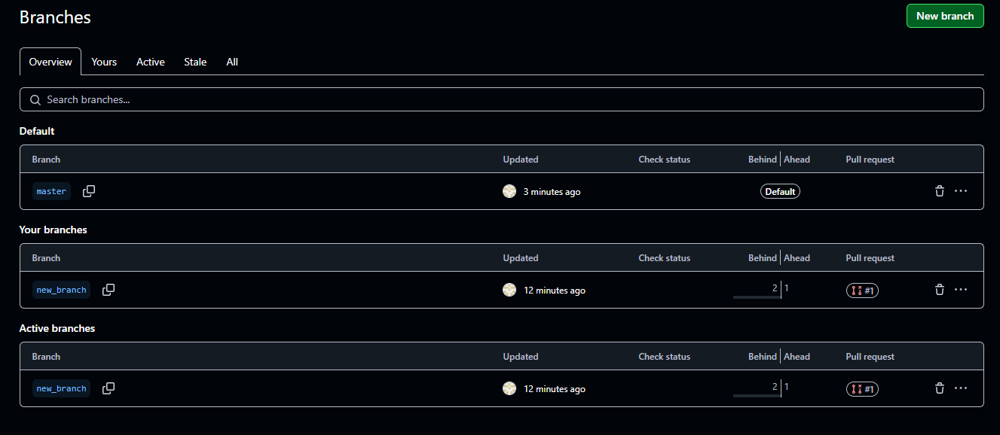 Branches
New branch
Overview Yours Active Stale All
Search branches...
Default
Branch Updated Check status Behind Ahead Pull request
master 3 minutes ago Default
Your branches
Branch Updated Check status Behind Ahead Pull request
new_branch 12 minutes ago 2 1 #1
Active branches
Branch Updated Check status Behind Ahead Pull request
new_branch 12 minutes ago 2 1 #1